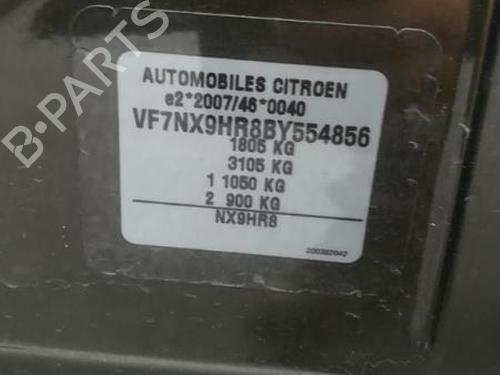 B-PARTS
AUTOMOBILES CITROEN
e2*2007/46*0040
VF7NX9HR8BY554856
1805 KG
3105 KG
1 1050 KG
2 900 KG
NX9HR8
200392042